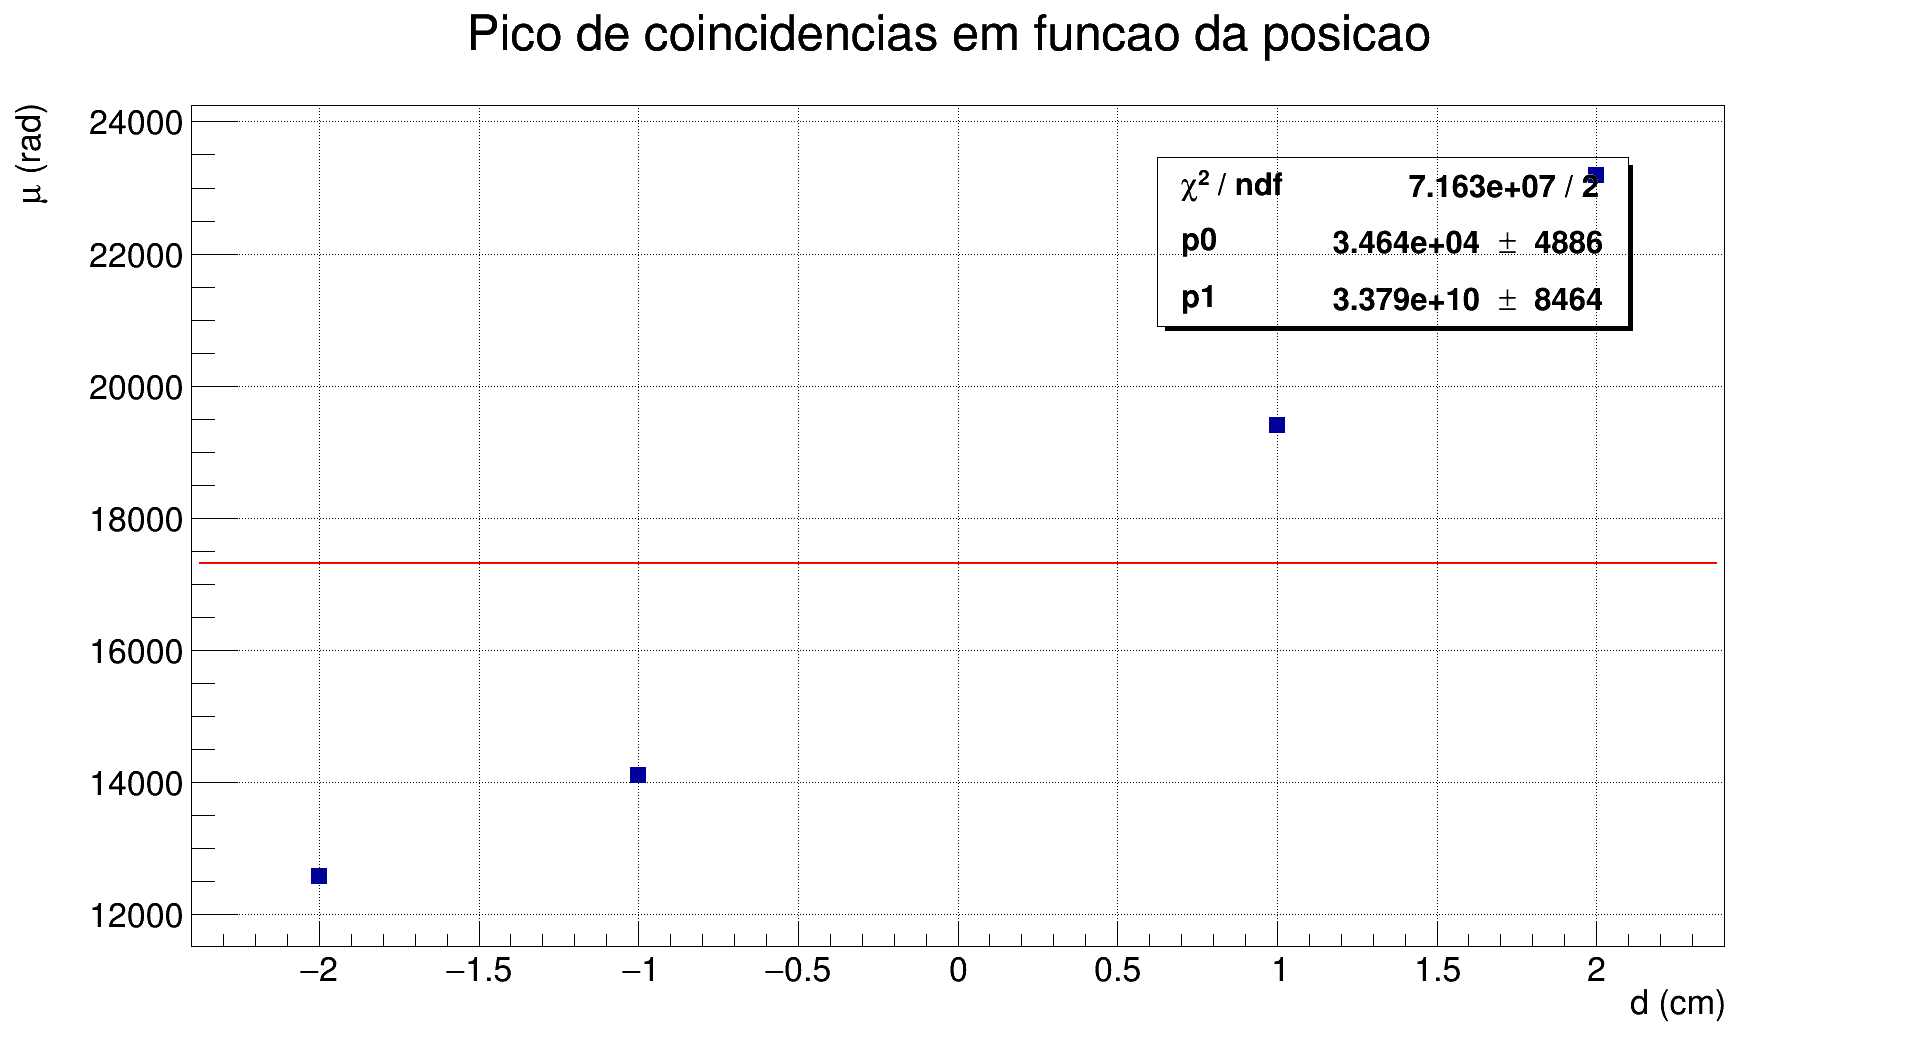 Pico de coincidencias em funcao da posicao
μ (rad)
24000
22000
20000
18000
16000
14000
12000
χ² / ndf 7.163e+07 / 2
p0 3.464e+04 ± 4886
p1 3.379e+10 ± 8464
−2 −1.5 −1 −0.5 0 0.5 1 1.5 2
d (cm)